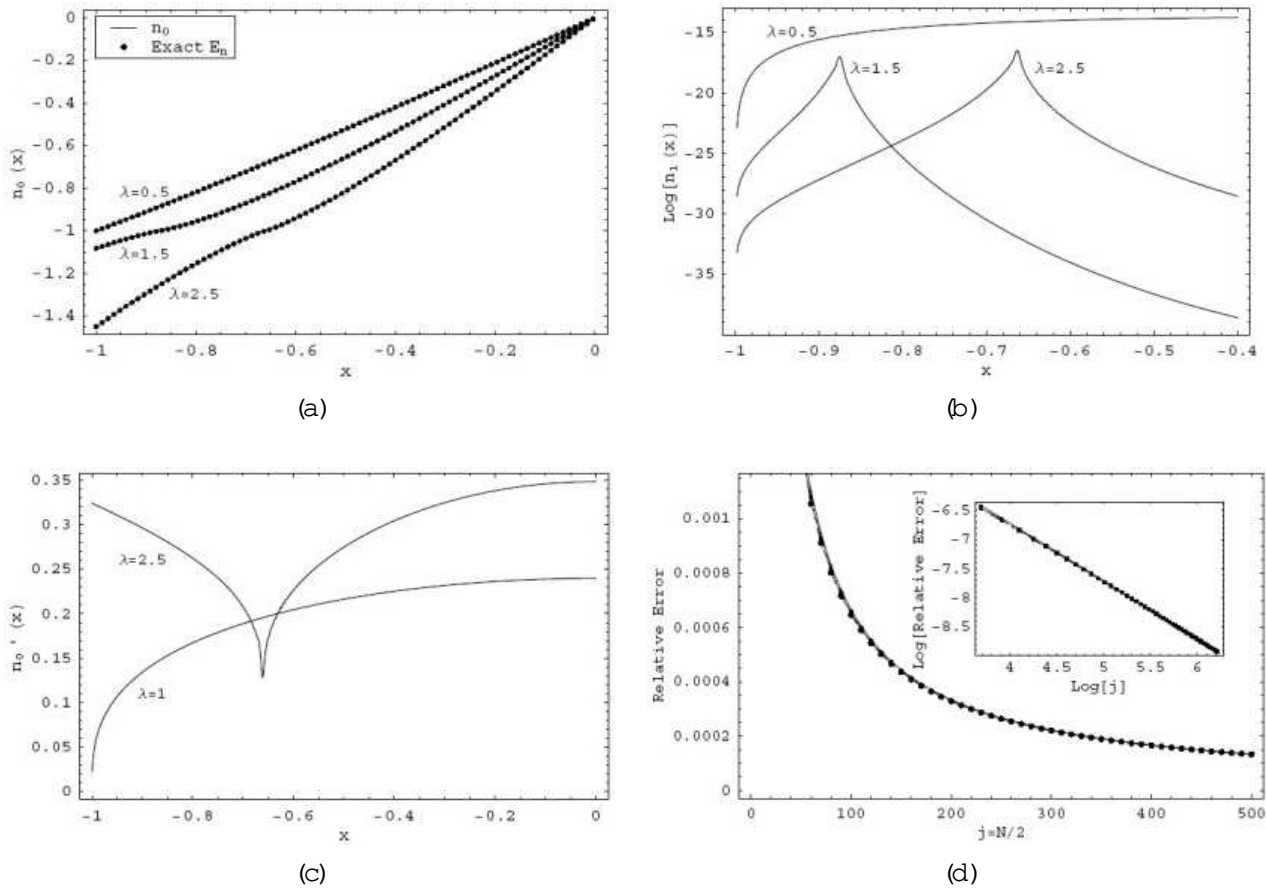 n₀
Exact Eₙ
0
-0.2
-0.4
-0.6
-0.8
-1
-1.2
-1.4
n₀(x)
λ=0.5
λ=1.5
λ=2.5
-1 -0.8 -0.6 -0.4 -0.2 0
x
(a)
-15
-20
-25
-30
-35
Log[n₁(x)]
λ=0.5
λ=1.5
λ=2.5
-1 -0.9 -0.8 -0.7 -0.6 -0.5 -0.4
x
(b)
0.35
0.3
0.25
0.2
0.15
0.1
0.05
0
n₀'(x)
λ=2.5
λ=1
-1 -0.8 -0.6 -0.4 -0.2 0
x
(c)
0.001
0.0008
0.0006
0.0004
0.0002
0
Relative Error
Log[Relative Error]
-6.5
-7
-7.5
-8
-8.5
4 4.5 5 5.5 6
Log[j]
0 100 200 300 400 500
j=N/2
(d)